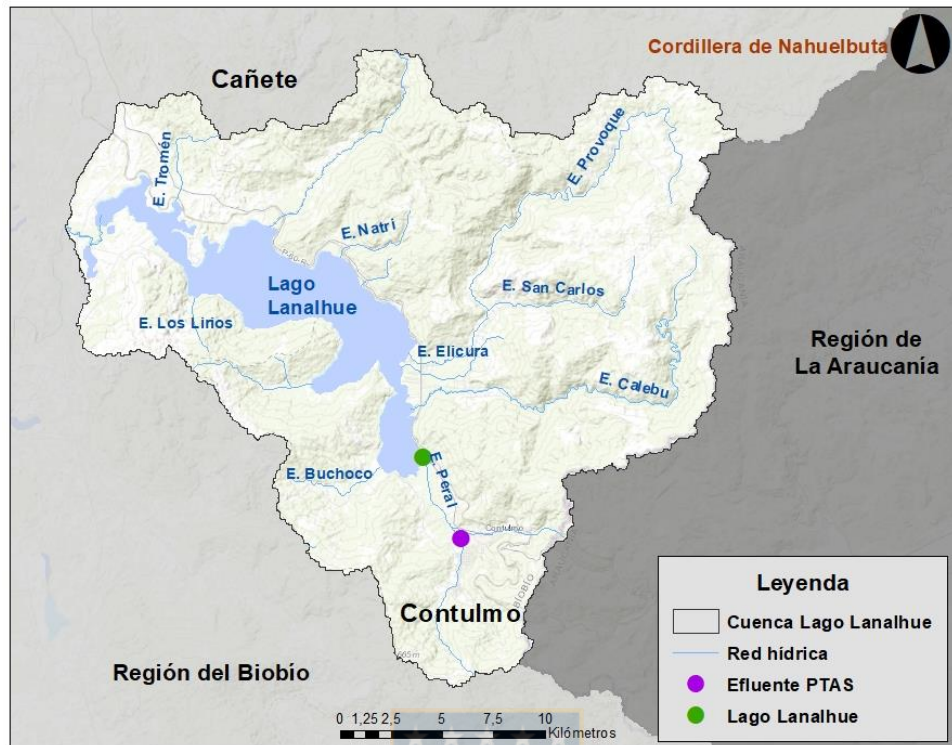 Cordillera de Nahuelbuta
Cañete
E. Provoque
E. Tromén
E. Natri
Lago
Lanalhue
E. San Carlos
E. Los Lirios
E. Elicura
Región de
La Araucanía
E. Calebu
E. Buchoco
E. Peral
Contulmo
Contulmo
BIOBÍO
Región del Biobío
Leyenda
Cuenca Lago Lanalhue
Red hídrica
Efluente PTAS
Lago Lanalhue
0 1,25 2,5 5 7,5 10
Kilómetros